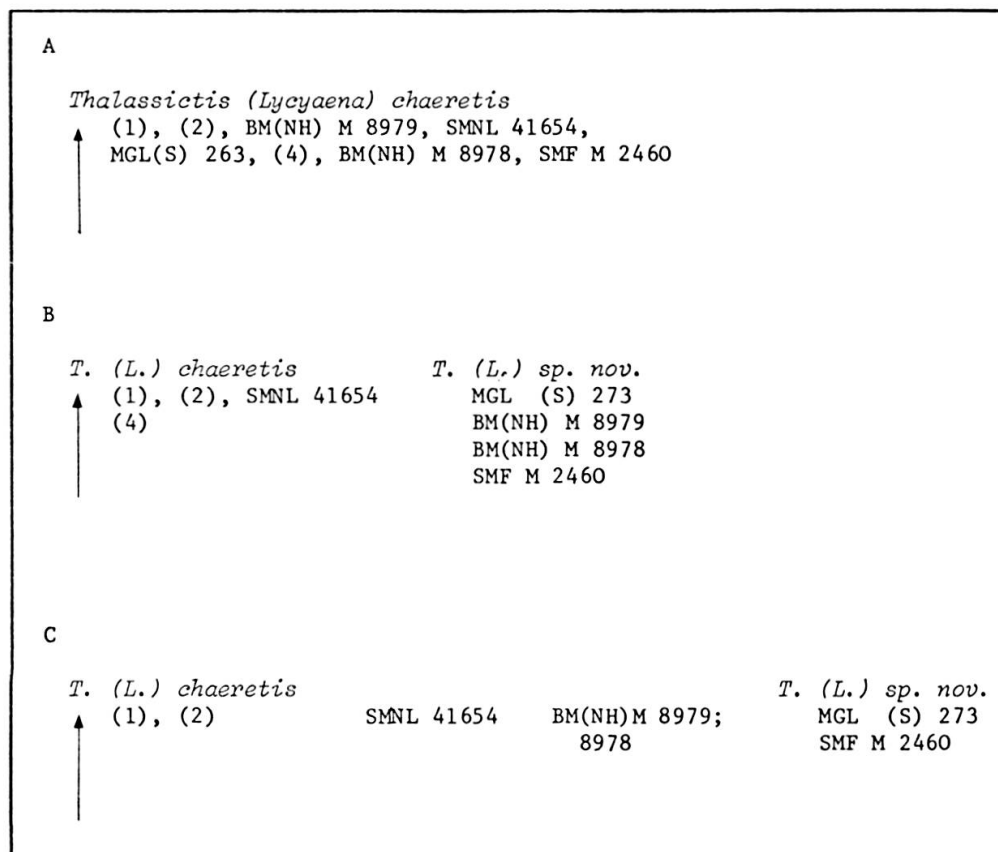 A
Thalassictis (Lycyaena) chaeretis
(1), (2), BM(NH) M 8979, SMNL 41654,
MGL(S) 263, (4), BM(NH) M 8978, SMF M 2460
B
T. (L.) chaeretis
(1), (2), SMNL 41654
(4)
T. (L.) sp. nov.
MGL (S) 273
BM(NH) M 8979
BM(NH) M 8978
SMF M 2460
C
T. (L.) chaeretis
(1), (2)
SMNL 41654
BM(NH)M 8979;
8978
T. (L.) sp. nov.
MGL (S) 273
SMF M 2460